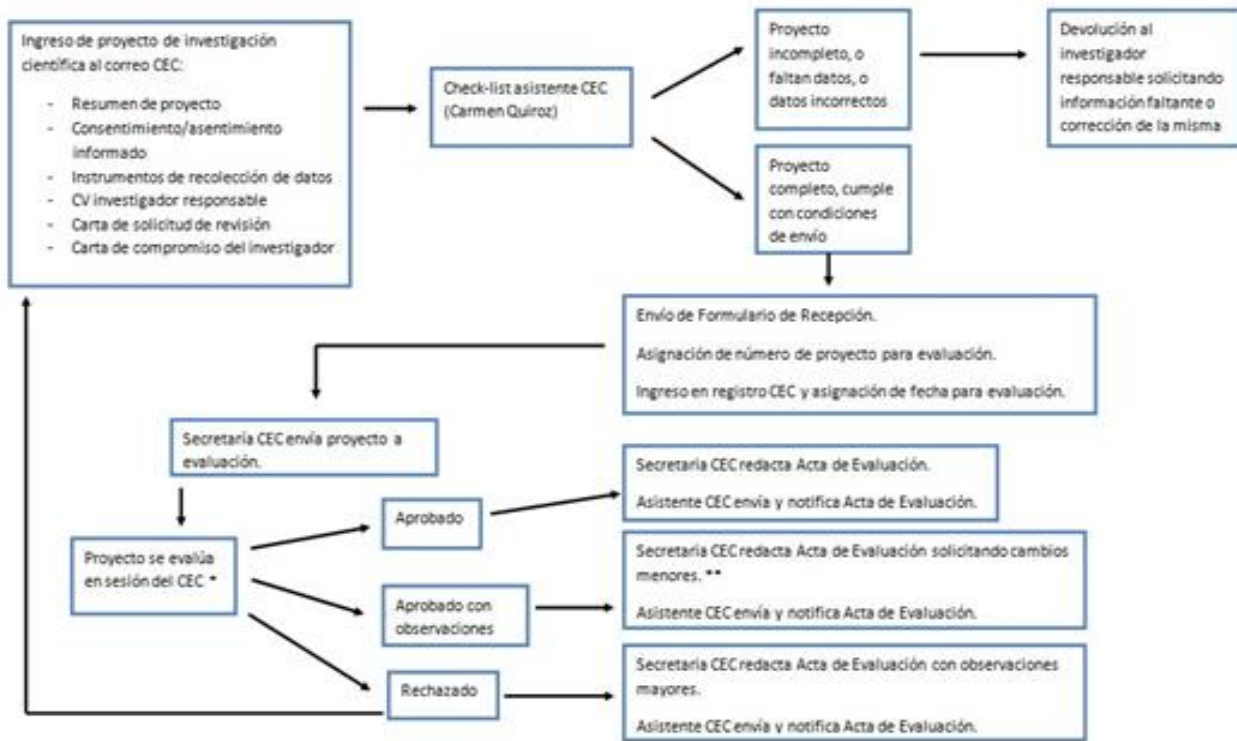 Ingreso de proyecto de investigación
científica al correo CEC:
- Resumen de proyecto
- Consentimiento/asentimiento
informado
- Instrumentos de recolección de datos
- CV investigador responsable
- Carta de solicitud de revisión
- Carta de compromiso del investigador
Check-list asistente CEC
(Carmen Quiroz)
Proyecto
incompleto, o
faltan datos, o
datos incorrectos
Devolución al
investigador
responsable solicitando
información faltante o
corrección de la misma
Proyecto
completo, cumple
con condiciones
de envío
Envío de Formulario de Recepción.
Asignación de número de proyecto para evaluación.
Ingreso en registro CEC y asignación de fecha para evaluación.
Secretaría CEC envía proyecto a
evaluación.
Proyecto se evalúa
en sesión del CEC *
Aprobado
Secretaría CEC redacta Acta de Evaluación.
Asistente CEC envía y notifica Acta de Evaluación.
Aprobado con
observaciones
Secretaría CEC redacta Acta de Evaluación solicitando cambios
menores. **
Asistente CEC envía y notifica Acta de Evaluación.
Rechazado
Secretaría CEC redacta Acta de Evaluación con observaciones
mayores.
Asistente CEC envía y notifica Acta de Evaluación.